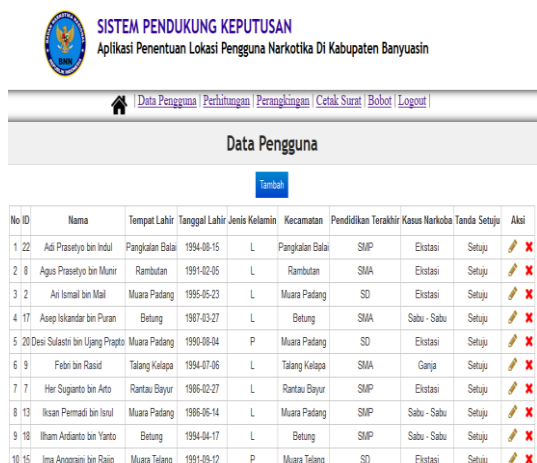 SISTEM PENDUKUNG KEPUTUSAN
Aplikasi Penentuan Lokasi Pengguna Narkotika Di Kabupaten Banyuasin
BNN
| Data Pengguna | Perhitungan | Perangkingan | Cetak Surat | Bobot | Logout |
Data Pengguna
Tambah
No ID Nama Tempat Lahir Tanggal Lahir Jenis Kelamin Kecamatan Pendidikan Terakhir Kasus Narkoba Tanda Setuju Aksi
1 22 Adi Prasetyo bin Indul Pangkalan Balai 1994-08-15 L Pangkalan Balai SMP Ekstasi Setuju
2 8 Agus Prasetyo bin Munir Rambutan 1991-02-05 L Rambutan SMA Ekstasi Setuju
3 2 Ari Ismail bin Mail Muara Padang 1995-05-23 L Muara Padang SD Ekstasi Setuju
4 17 Asep Iskandar bin Puran Betung 1987-03-27 L Betung SMA Sabu - Sabu Setuju
5 20 Desi Sulastri bin Ujang Prapto Muara Padang 1990-08-04 P Muara Padang SD Ekstasi Setuju
6 9 Febri bin Rasid Talang Kelapa 1994-07-06 L Talang Kelapa SMA Ganja Setuju
7 7 Her Sugianto bin Arto Rantau Bayur 1986-02-27 L Rantau Bayur SMP Ekstasi Setuju
8 13 Iksan Permadi bin Isrul Muara Padang 1986-06-14 L Muara Padang SMP Sabu - Sabu Setuju
9 18 Ilham Ardianto bin Yanto Betung 1994-04-17 L Betung SMP Sabu - Sabu Setuju
10 15 Ima Anggraini bin Rajio Muara Telang 1991-09-12 P Muara Telang SD Ekstasi Setuju